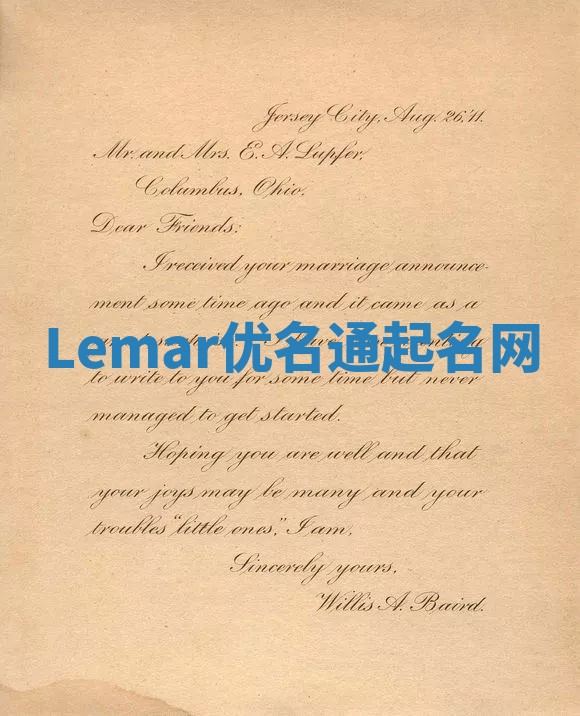 Jersey City, Aug. 26, '11.
Mr. and Mrs. E. A. Lupfer,
Columbus, Ohio.
Dear Friends:
I received your marriage announce-
ment some time ago and it came as a
Lemar优名通起名网
to write to you for some time but never
managed to get started.
Hoping you are well and that
your joys may be many and your
troubles "little ones," I am,
Sincerely yours,
Willis A. Baird.